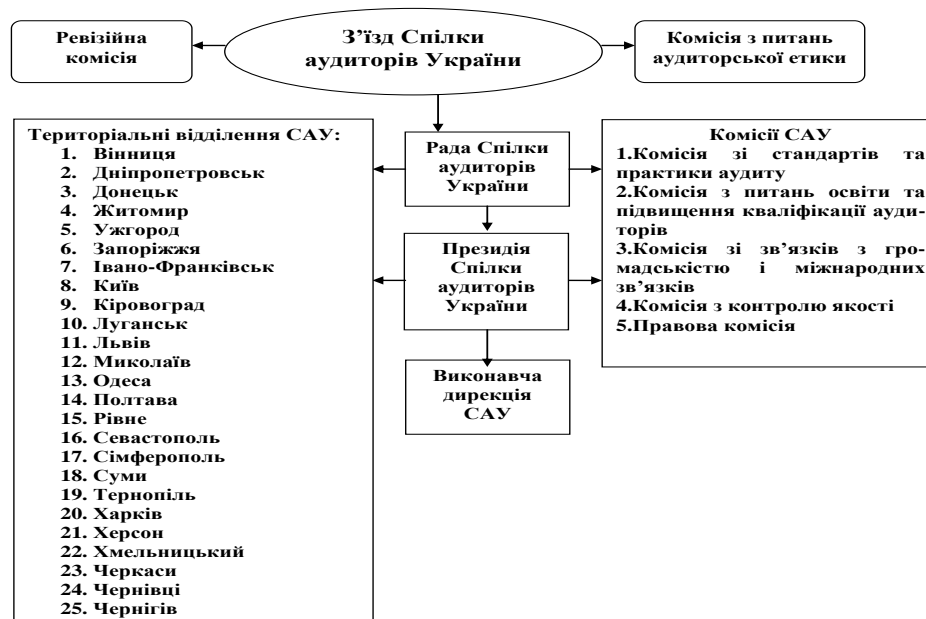 Ревізійна
комісія
З’їзд Спілки
аудиторів України
Комісія з питань
аудиторської етики
Територіальні відділення САУ:
1. Вінниця
2. Дніпропетровськ
3. Донецьк
4. Житомир
5. Ужгород
6. Запоріжжя
7. Івано-Франківськ
8. Київ
9. Кіровоград
10. Луганськ
11. Львів
12. Миколаїв
13. Одеса
14. Полтава
15. Рівне
16. Севастополь
17. Сімферополь
18. Суми
19. Тернопіль
20. Харків
21. Херсон
22. Хмельницький
23. Черкаси
24. Чернівці
25. Чернігів
Рада Спілки
аудиторів
України
Президія
Спілки
аудиторів
України
Виконавча
дирекція
САУ
Комісії САУ
1.Комісія зі стандартів та
практики аудиту
2.Комісія з питань освіти та
підвищення кваліфікації ауди-
торів
3.Комісія зі зв’язків з гро-
мадськістю і міжнародних
зв’язків
4.Комісія з контролю якості
5.Правова комісія